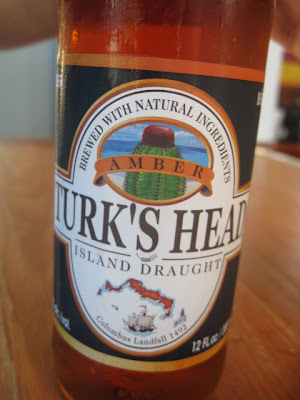 BREWED WITH NATURAL INGREDIENTS
AMBER
TURK'S HEAD
ISLAND DRAUGHT
Columbus Landfall 1492
12 FL oz